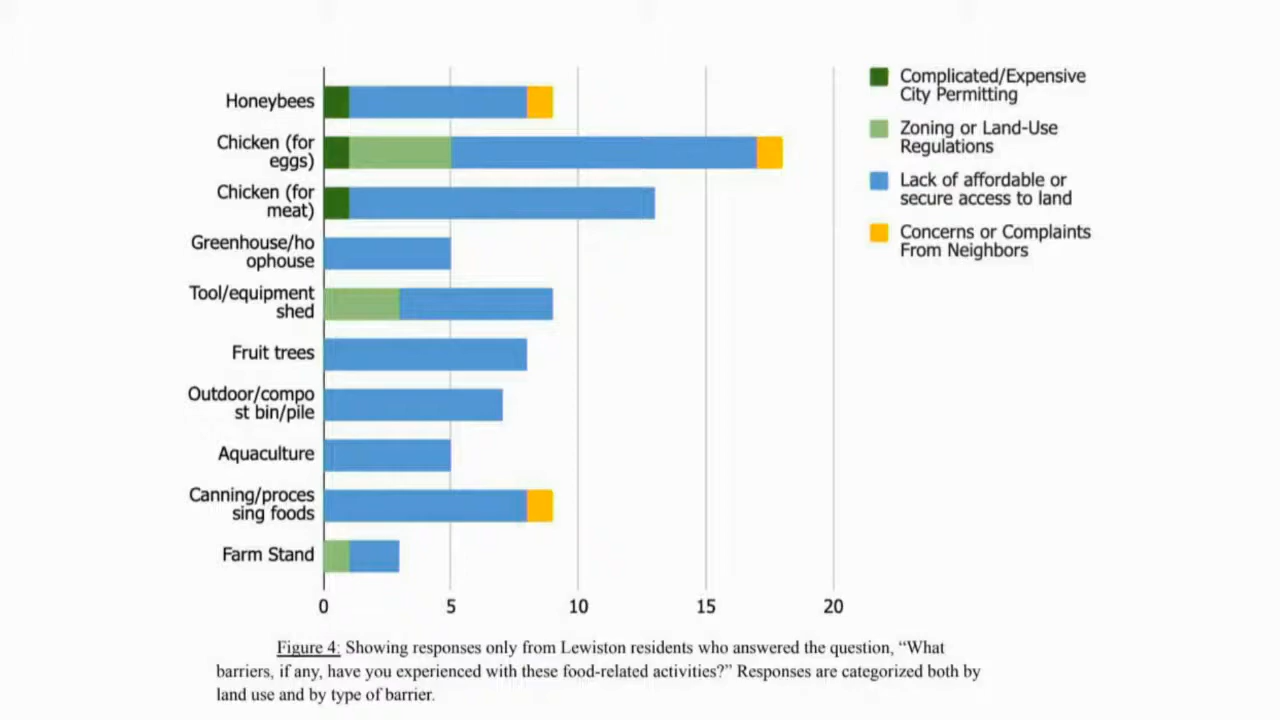 Honeybees
Chicken (for
eggs)
Chicken (for
meat)
Greenhouse/ho
ophouse
Tool/equipment
shed
Fruit trees
Outdoor/compo
st bin/pile
Aquaculture
Canning/proces
sing foods
Farm Stand
0 5 10 15 20
Complicated/Expensive
City Permitting
Zoning or Land-Use
Regulations
Lack of affordable or
secure access to land
Concerns or Complaints
From Neighbors
Figure 4: Showing responses only from Lewiston residents who answered the question, “What
barriers, if any, have you experienced with these food-related activities?” Responses are categorized both by
land use and by type of barrier.